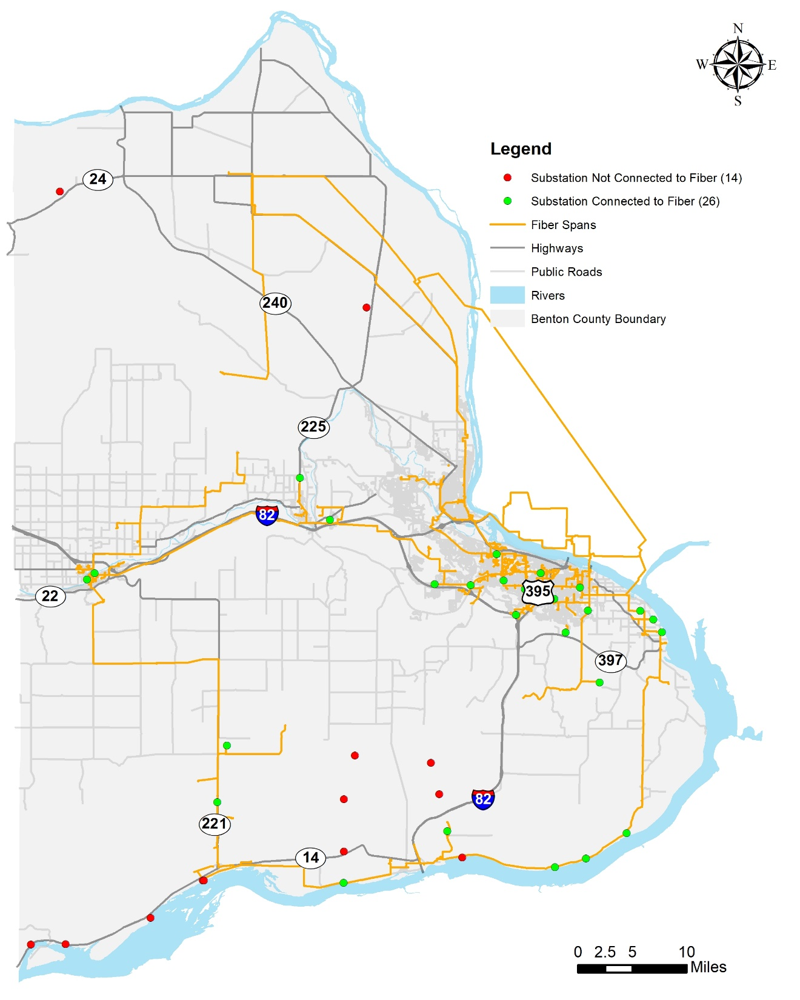 N
W E
S
Legend
Substation Not Connected to Fiber (14)
Substation Connected to Fiber (26)
Fiber Spans
Highways
Public Roads
Rivers
Benton County Boundary
24
240
225
82
22
395
397
82
221
14
0 2.5 5 10
Miles